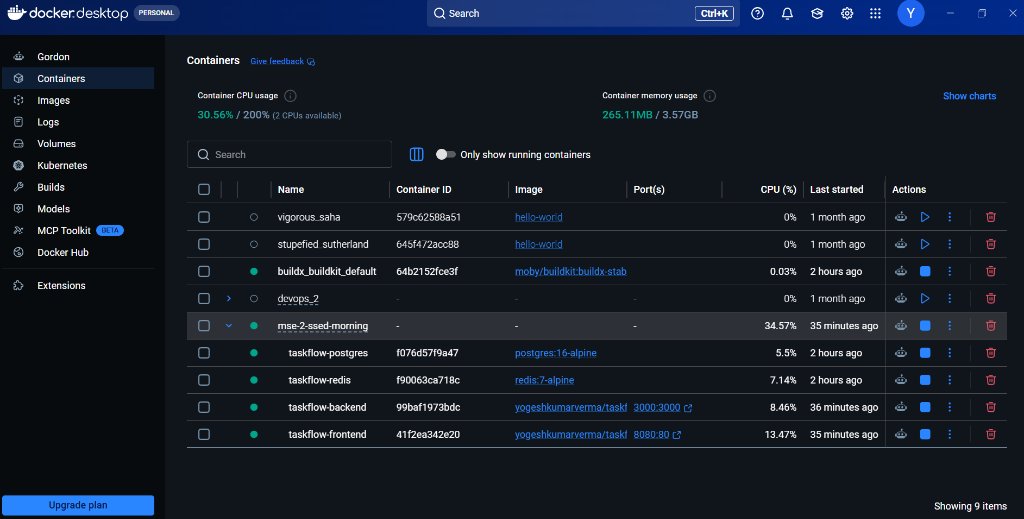 docker.desktop PERSONAL Search Ctrl+K Y
Gordon
Containers
Images
Logs
Volumes
Kubernetes
Builds
Models
MCP Toolkit BETA
Docker Hub
Extensions
Upgrade plan
Containers Give feedback
Container CPU usage
30.56% / 200% (2 CPUs available)
Container memory usage
265.11MB / 3.57GB
Show charts
Search Only show running containers
Name Container ID Image Port(s) CPU (%) Last started Actions
vigorous_saha 579c62588a51 hello-world 0% 1 month ago
stupefied_sutherland 645f472acc88 hello-world 0% 1 month ago
buildx_buildkit_default 64b2152fce3f moby/buildkit:buildx-stab 0.03% 2 hours ago
devops_2 - - - 0% 1 month ago
mse-2-ssed-morning - - - 34.57% 35 minutes ago
taskflow-postgres f076d57f9a47 postgres:16-alpine 5.5% 2 hours ago
taskflow-redis f90063ca718c redis:7-alpine 7.14% 2 hours ago
taskflow-backend 99baf1973bdc yogeshkumarverma/taskf 3000:3000 8.46% 36 minutes ago
taskflow-frontend 41f2ea342e20 yogeshkumarverma/taskf 8080:80 13.47% 35 minutes ago
Showing 9 items